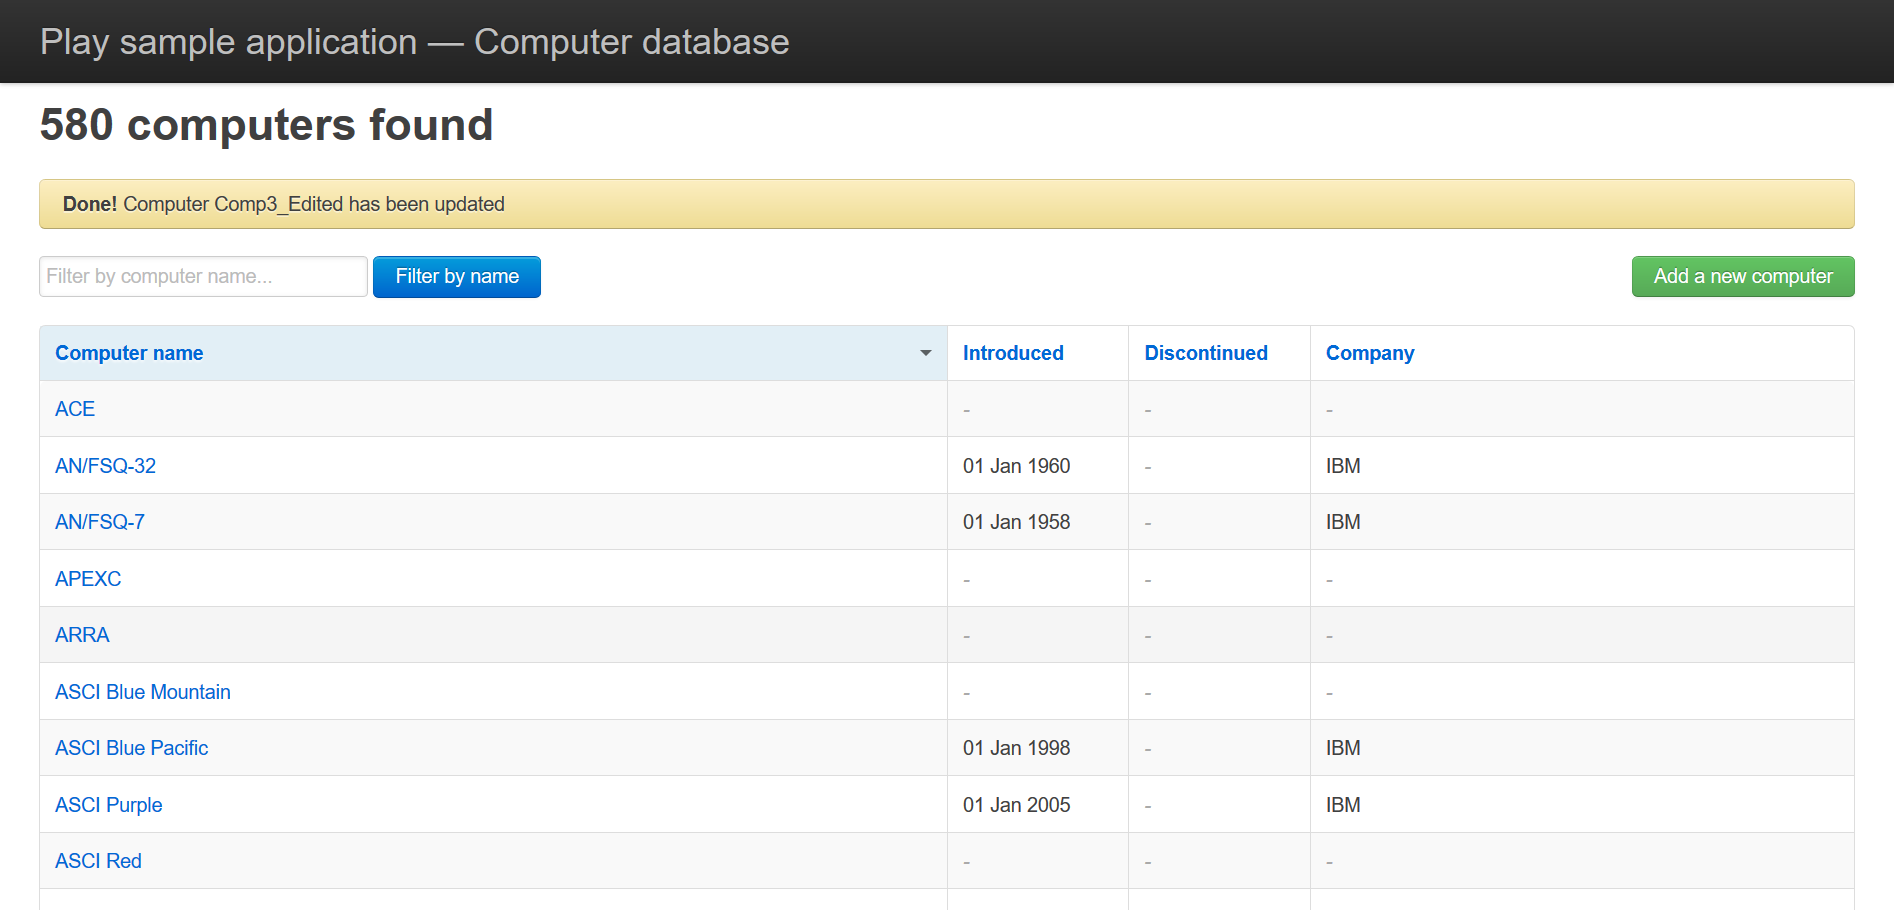 Play sample application — Computer database
580 computers found
Done! Computer Comp3_Edited has been updated
Filter by computer name... Filter by name Add a new computer
Computer name Introduced Discontinued Company
ACE - - -
AN/FSQ-32 01 Jan 1960 - IBM
AN/FSQ-7 01 Jan 1958 - IBM
APEXC - - -
ARRA - - -
ASCI Blue Mountain - - -
ASCI Blue Pacific 01 Jan 1998 - IBM
ASCI Purple 01 Jan 2005 - IBM
ASCI Red - - -